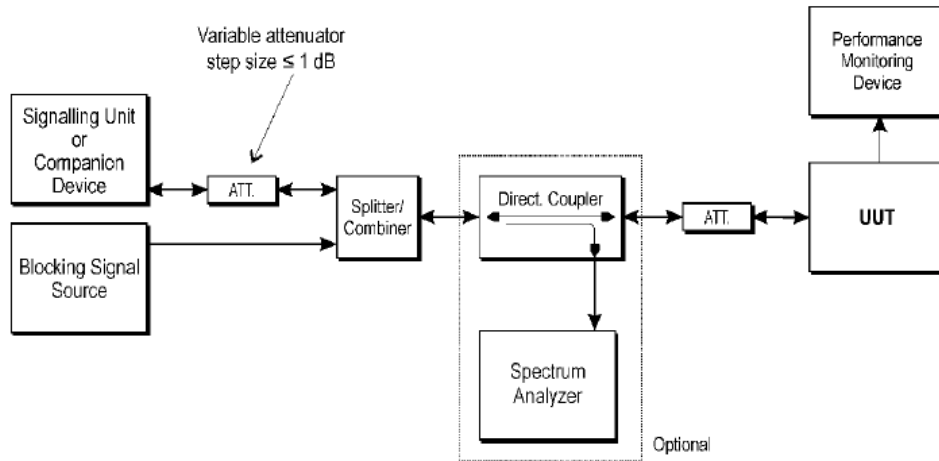 Variable attenuator
step size ≤ 1 dB
Performance
Monitoring
Device
Signalling Unit
or
Companion
Device
ATT.
Splitter/
Combiner
Direct. Coupler
ATT.
UUT
Blocking Signal
Source
Spectrum
Analyzer
Optional